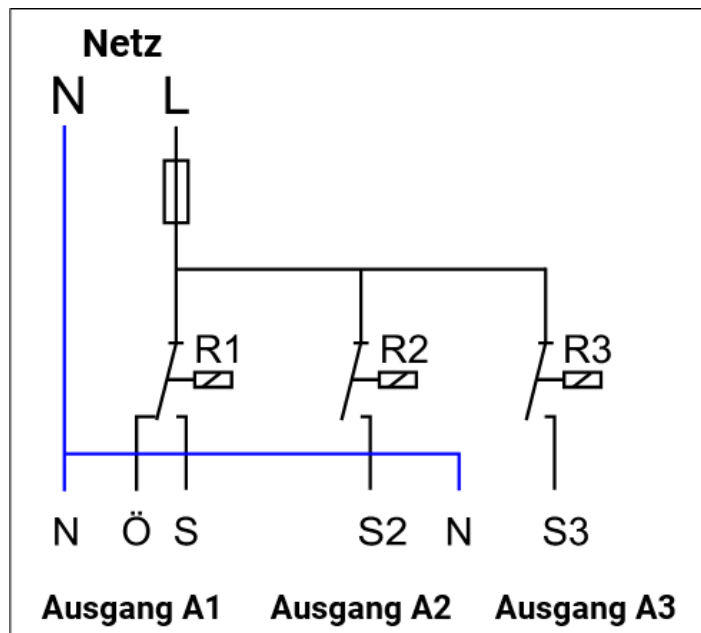 Netz
N L
R1 R2 R3
N Ö S S2 N S3
Ausgang A1 Ausgang A2 Ausgang A3